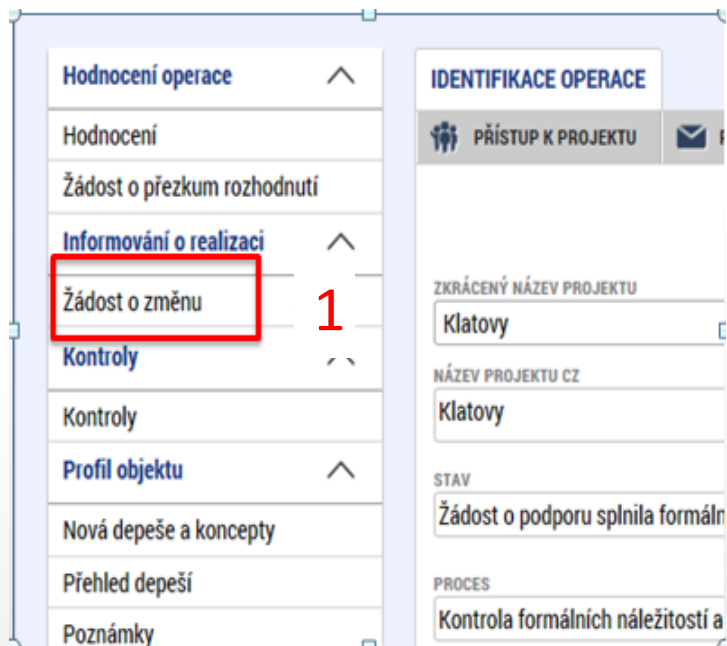 Hodnocení operace
Hodnocení
Žádost o přezkum rozhodnutí
Informování o realizaci
Žádost o změnu
1
Kontroly
Kontroly
Profil objektu
Nová depeše a koncepty
Přehled depeší
Poznámky
IDENTIFIKACE OPERACE
PŘÍSTUP K PROJEKTU
ZKRÁCENÝ NÁZEV PROJEKTU
Klatovy
NÁZEV PROJEKTU CZ
Klatovy
STAV
Žádost o podporu splnila
PROCES
Kontrola formálních náležitostí a